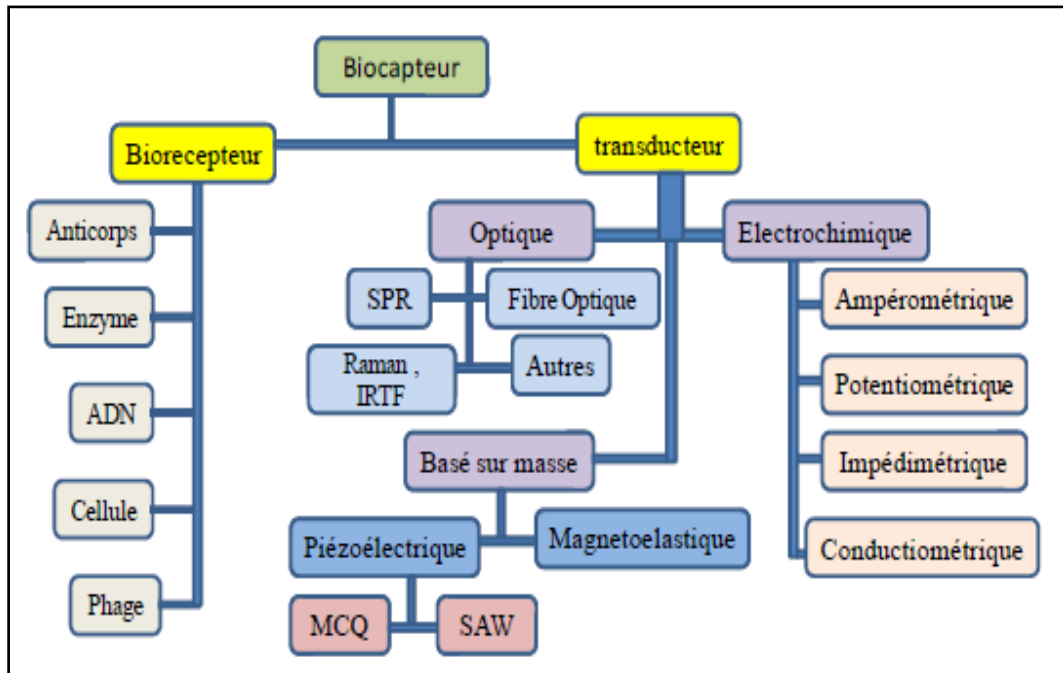 Biocapteur
Biorecepteur
transducteur
Anticorps
Enzyme
ADN
Cellule
Phage
Optique
SPR
Fibre Optique
Raman ,
IRTF
Autres
Basé sur masse
Piézoélectrique
Magnetoelastique
MCQ
SAW
Electrochimique
Ampérométrique
Potentiométrique
Impédimétrique
Conductiométrique